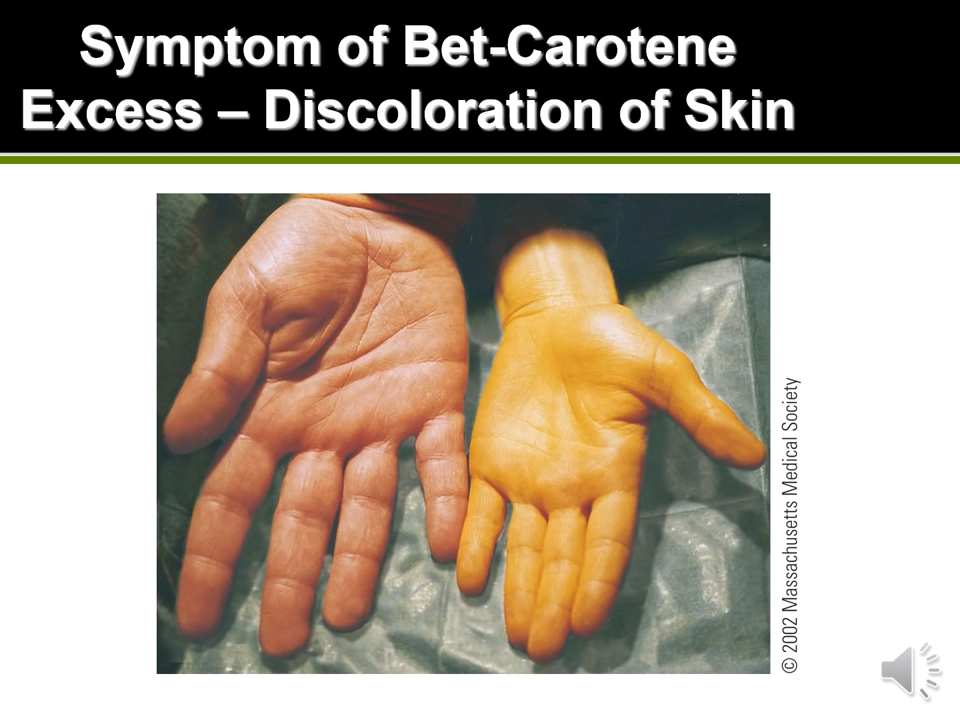 Symptom of Bet-Carotene
Excess – Discoloration of Skin
© 2002 Massachusetts Medical Society